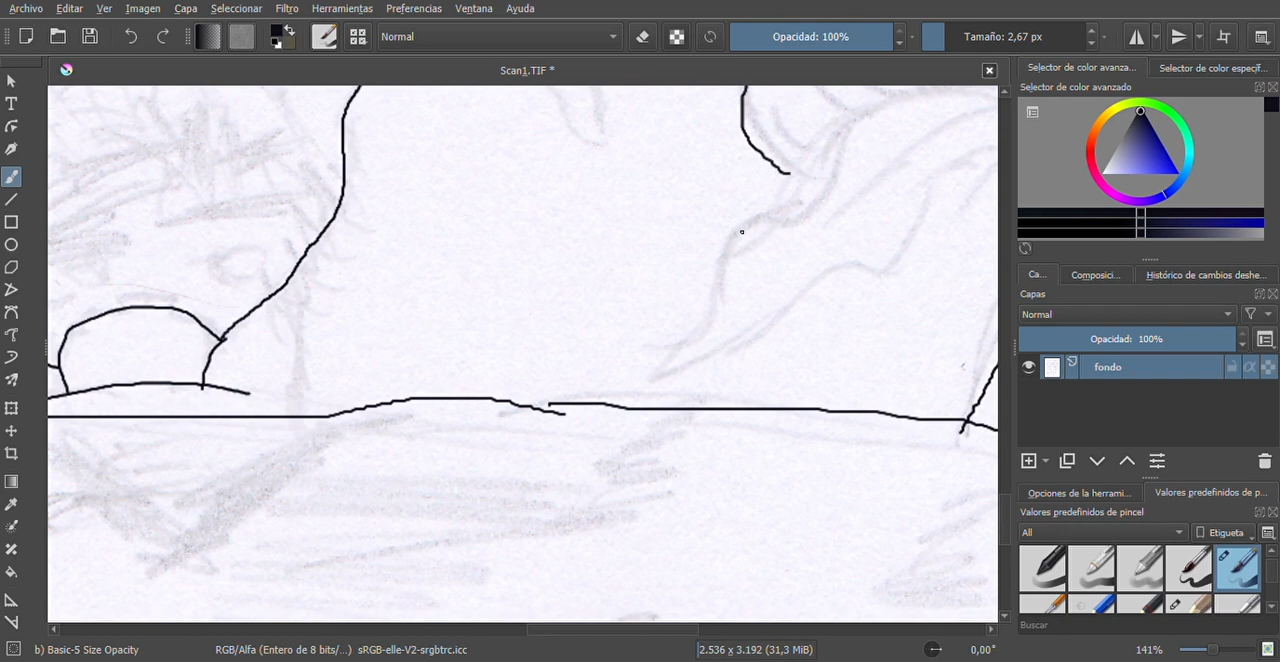 Archivo Editar Ver Imagen Capa Seleccionar Filtro Herramientas Preferencias Ventana Ayuda
Normal Opacidad: 100% Tamaño: 2,67 px
Scan1.TIF *
Selector de color avanza... Selector de color específ...
Selector de color avanzado
Ca... Composici... Histórico de cambios deshe...
Capas
Normal
Opacidad: 100%
fondo
Opciones de la herrami... Valores predefinidos de p...
Valores predefinidos de pincel
All Etiqueta
Buscar
b) Basic-5 Size Opacity RGB/Alfa (Entero de 8 bits/...) sRGB-elle-V2-srgbtrc.icc 2.536 x 3.192 (31,3 MiB) 0,00° 141%